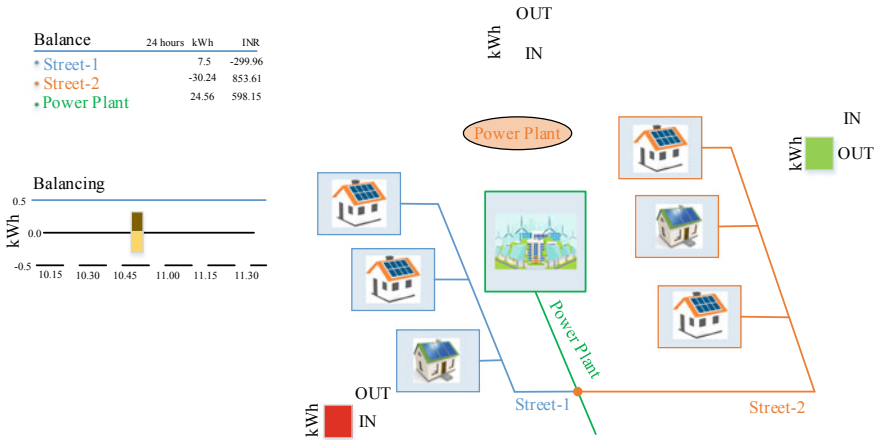 Balance 24 hours kWh INR
Street-1 7.5 -299.96
Street-2 -30.24 853.61
Power Plant 24.56 598.15
Balancing
kWh
0.5
0.0
-0.5
10.15 10.30 10.45 11.00 11.15 11.30
OUT
kWh
IN
Power Plant
IN
kWh
OUT
Power Plant
OUT
kWh
IN
Street-1
Street-2